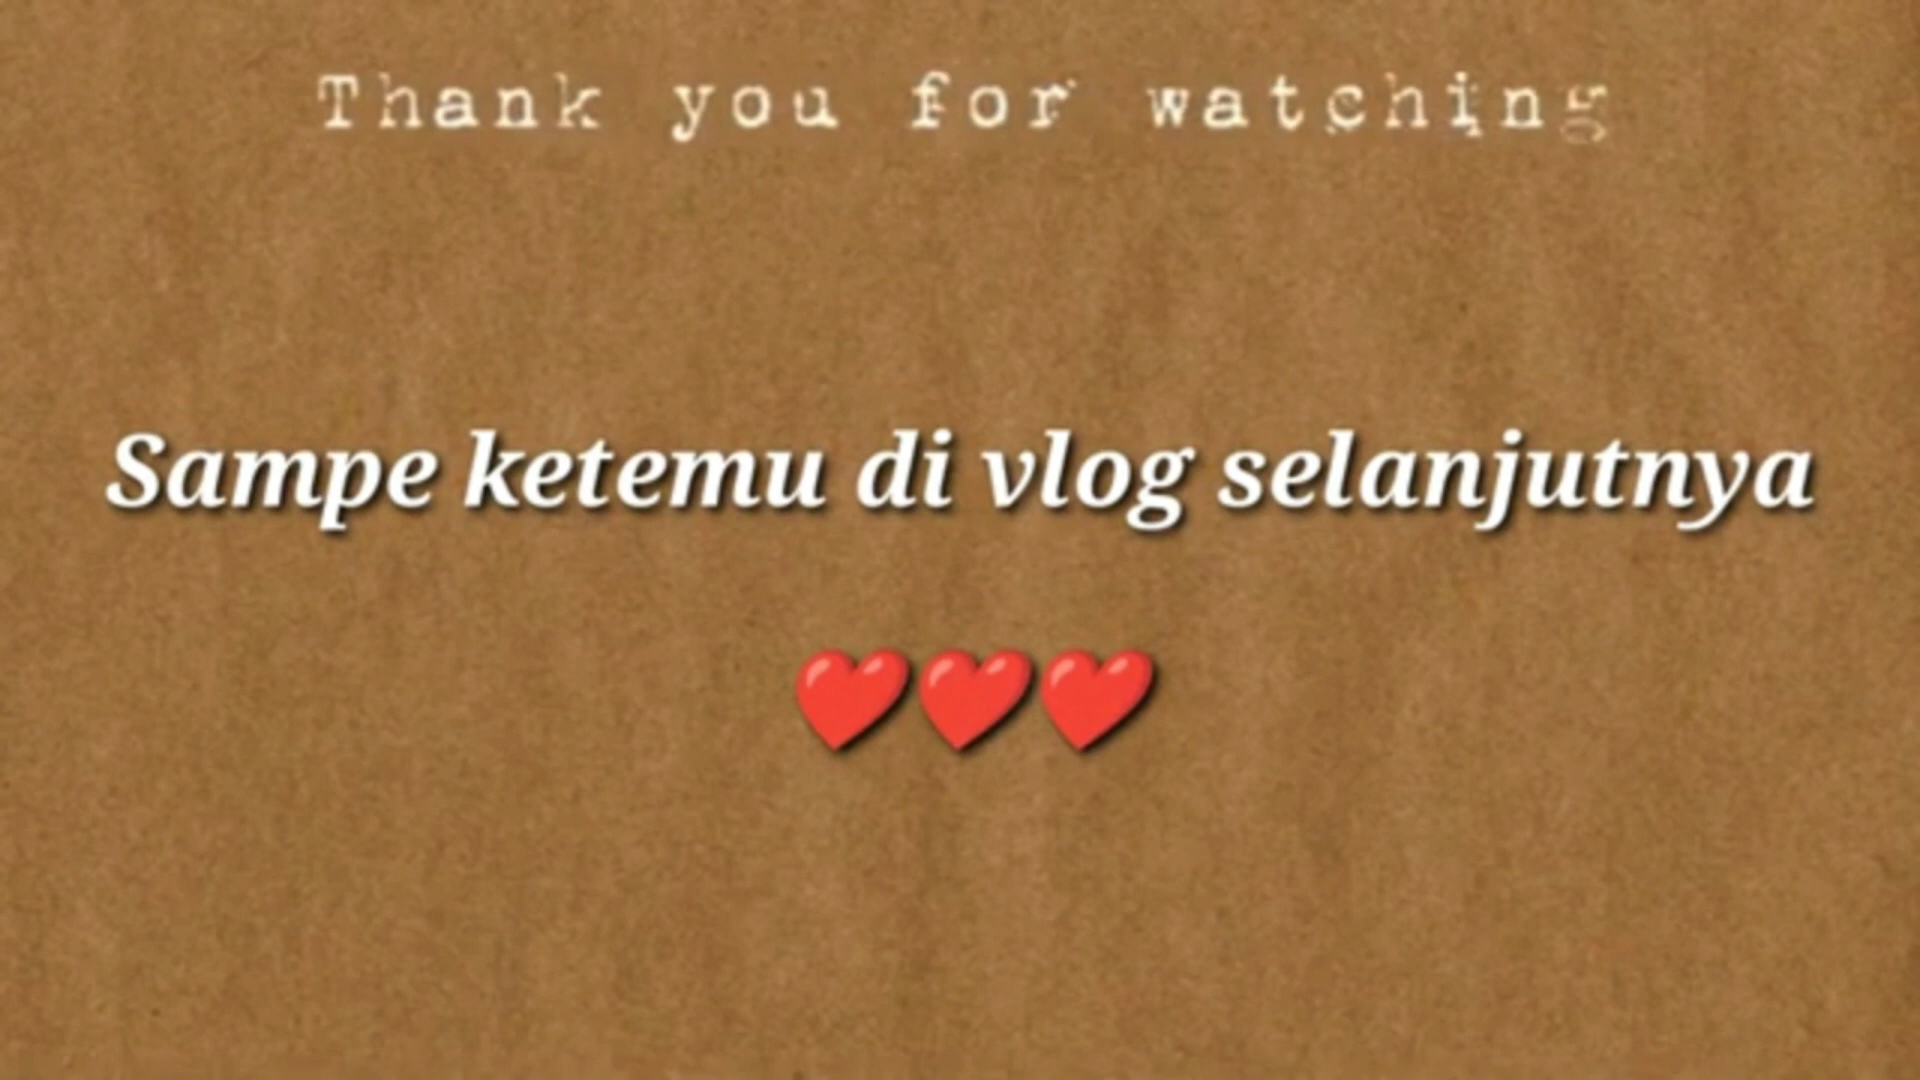 Thank you for watching
Sampe ketemu di vlog selanjutnya
❤️❤️❤️